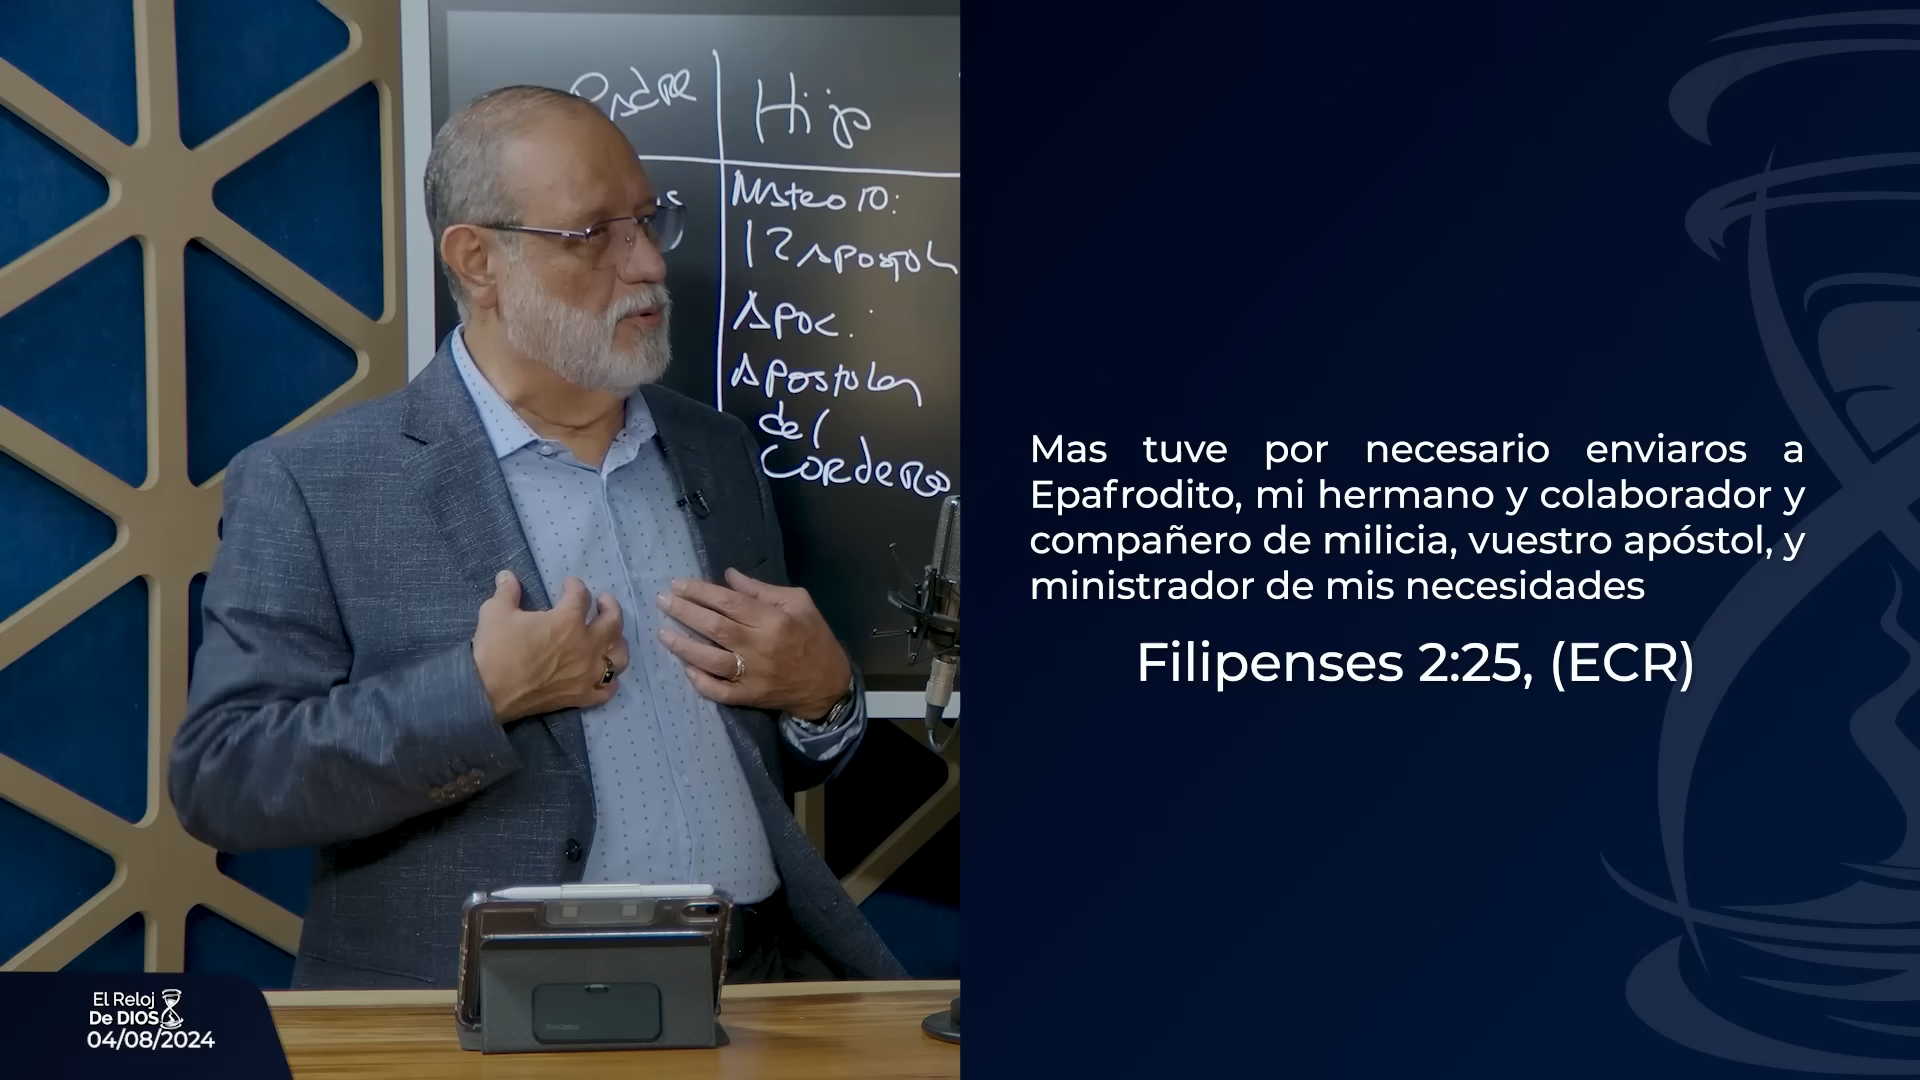 Padre
Hijo
Mateo 10:
12 Apostol
Apoc.
Apostoles
del
Cordero
Mas tuve por necesario enviaros a
Epafrodito, mi hermano y colaborador y
compañero de milicia, vuestro apóstol, y
ministrador de mis necesidades
Filipenses 2:25, (ECR)
El Reloj
De DIOS
04/08/2024